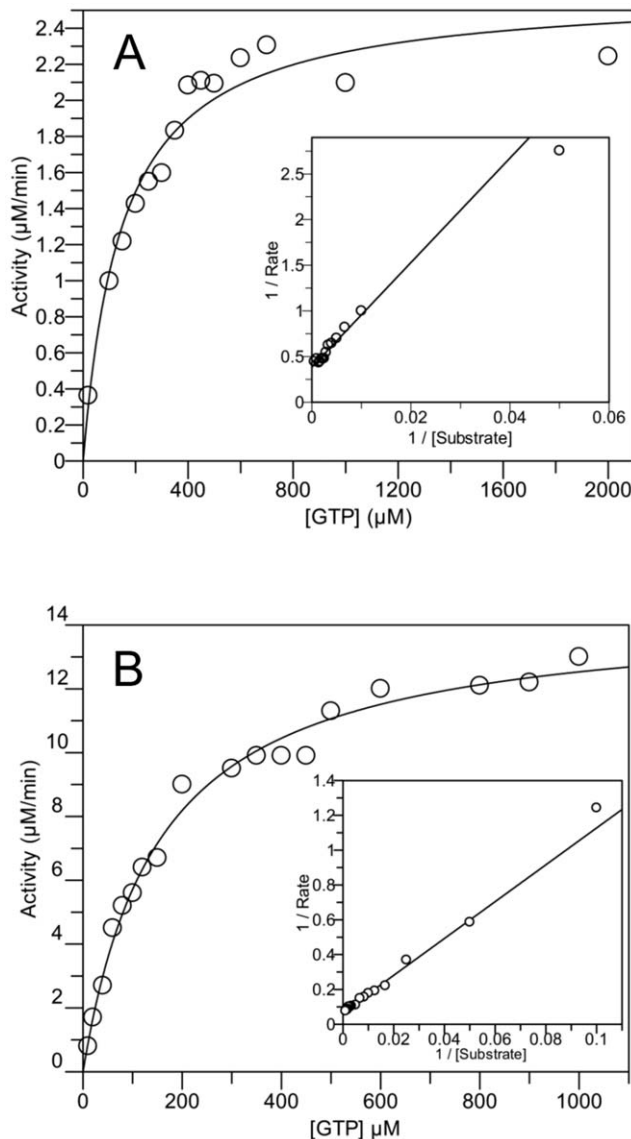 A
Activity (μM/min)
2.4
2.2
2
1.8
1.6
1.4
1.2
1
0.8
0.6
0.4
0.2
0
0 400 800 1200 1600 2000
[GTP] (μM)
1 / Rate
2.5
2
1.5
1
0.5
0
0 0.02 0.04 0.06
1 / [Substrate]
B
Activity (μM/min)
14
12
10
8
6
4
2
0
0 200 400 600 800 1000
[GTP] μM
1 / Rate
1.4
1.2
1
0.8
0.6
0.4
0.2
0
0 0.02 0.04 0.06 0.08 0.1
1 / [Substrate]